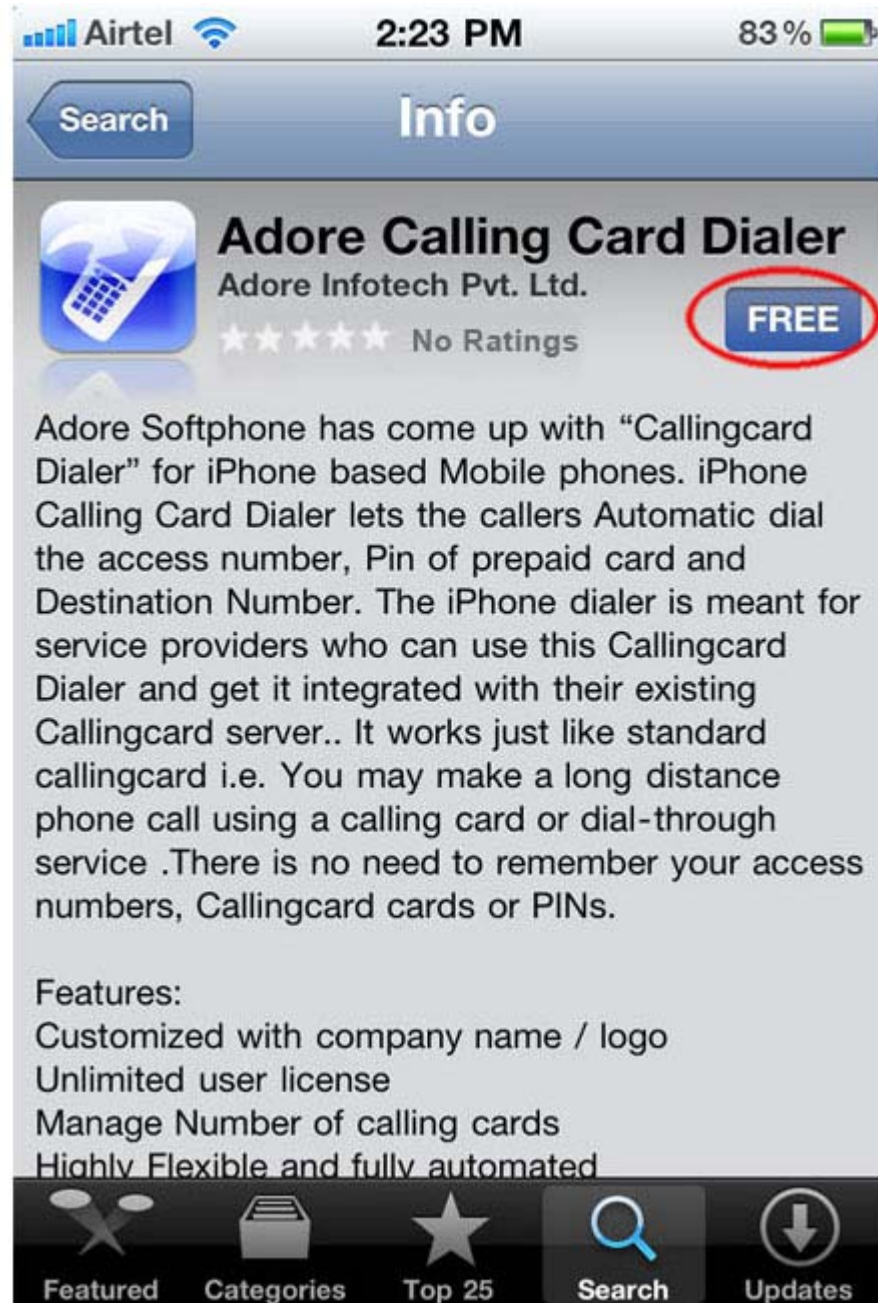 Airtel 2:23 PM 83%
Search Info
Adore Calling Card Dialer
Adore Infotech Pvt. Ltd.
FREE
No Ratings
Adore Softphone has come up with “Callingcard
Dialer” for iPhone based Mobile phones. iPhone
Calling Card Dialer lets the callers Automatic dial
the access number, Pin of prepaid card and
Destination Number. The iPhone dialer is meant for
service providers who can use this Callingcard
Dialer and get it integrated with their existing
Callingcard server.. It works just like standard
callingcard i.e. You may make a long distance
phone call using a calling card or dial-through
service .There is no need to remember your access
numbers, Callingcard cards or PINs.
Features:
Customized with company name / logo
Unlimited user license
Manage Number of calling cards
Highly Flexible and fully automated
Featured Categories Top 25 Search Updates